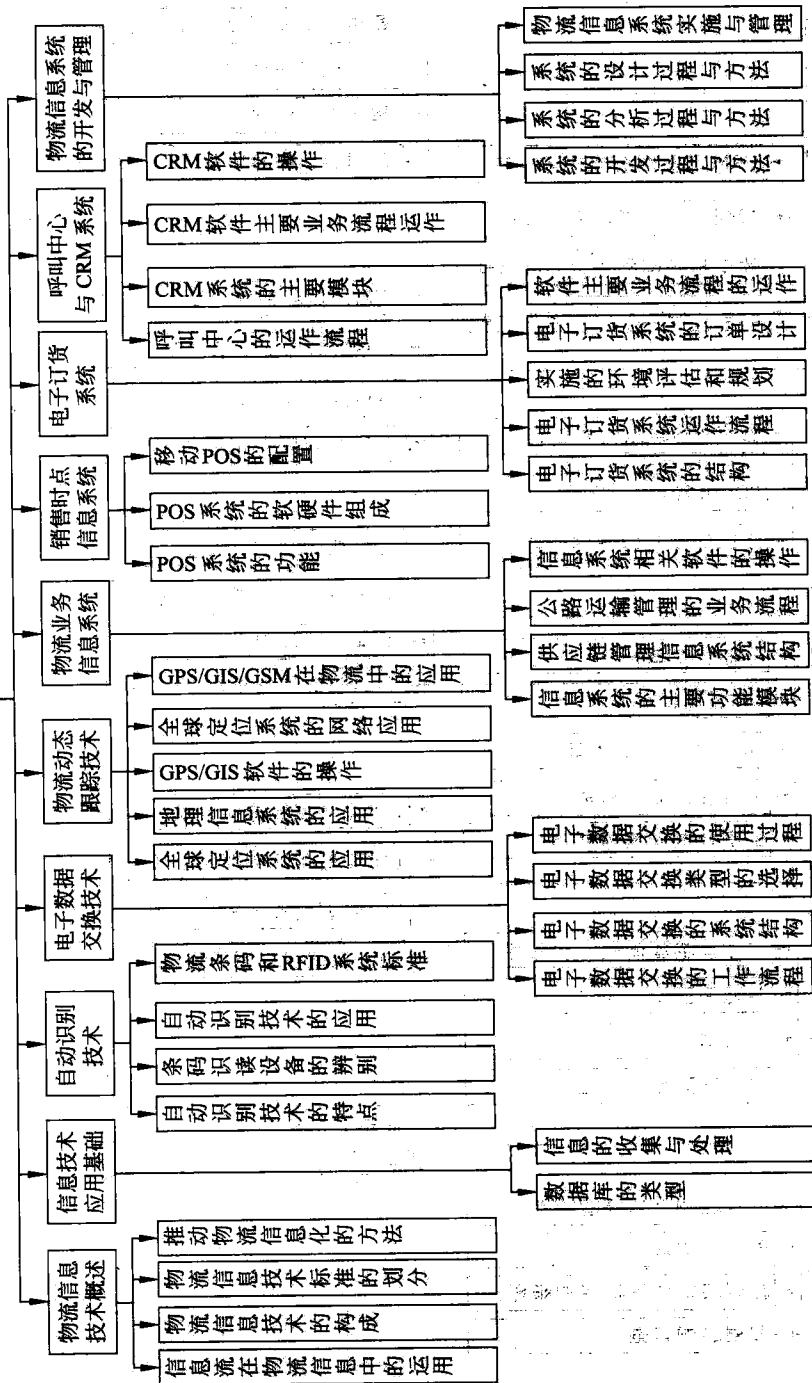 物流信息
技术概述
信息流在物流信息中的运用
物流信息技术的构成
物流信息技术标准的划分
推动物流信息化的方法
信息技术
应用基础
数据库的类型
信息的收集与处理
自动识别
技术
自动识别技术的特点
条码识读设备的辨别
自动识别技术的应用
物流条码和RFID系统标准
电子数据
交换技术
电子数据交换的工作流程
电子数据交换的系统结构
电子数据交换类型的选择
电子数据交换的使用过程
物流动态
跟踪技术
全球定位系统的应用
地理信息系统的应用
GPS/GIS软件的操作
全球定位系统的网络应用
GPS/GIS/GSM在物流中的应用
物流业务
信息系统
信息系统的主要功能模块
供应链管理信息系统结构
公路运输管理的业务流程
信息系统相关软件的操作
销售时点
信息系统
POS系统的功能
POS系统的软硬件组成
移动POS的配置
电子订货
系统
电子订货系统的结构
电子订货系统运作流程
实施的环境评估和规划
电子订货系统的订单设计
软件主要业务流程的运作
呼叫中心
与CRM系统
呼叫中心的运作流程
CRM系统的主要模块
CRM软件主要业务流程运作
CRM软件的操作
物流信息系统
的开发与管理
系统的开发过程与方法
系统的分析过程与方法
系统的设计过程与方法
物流信息系统实施与管理